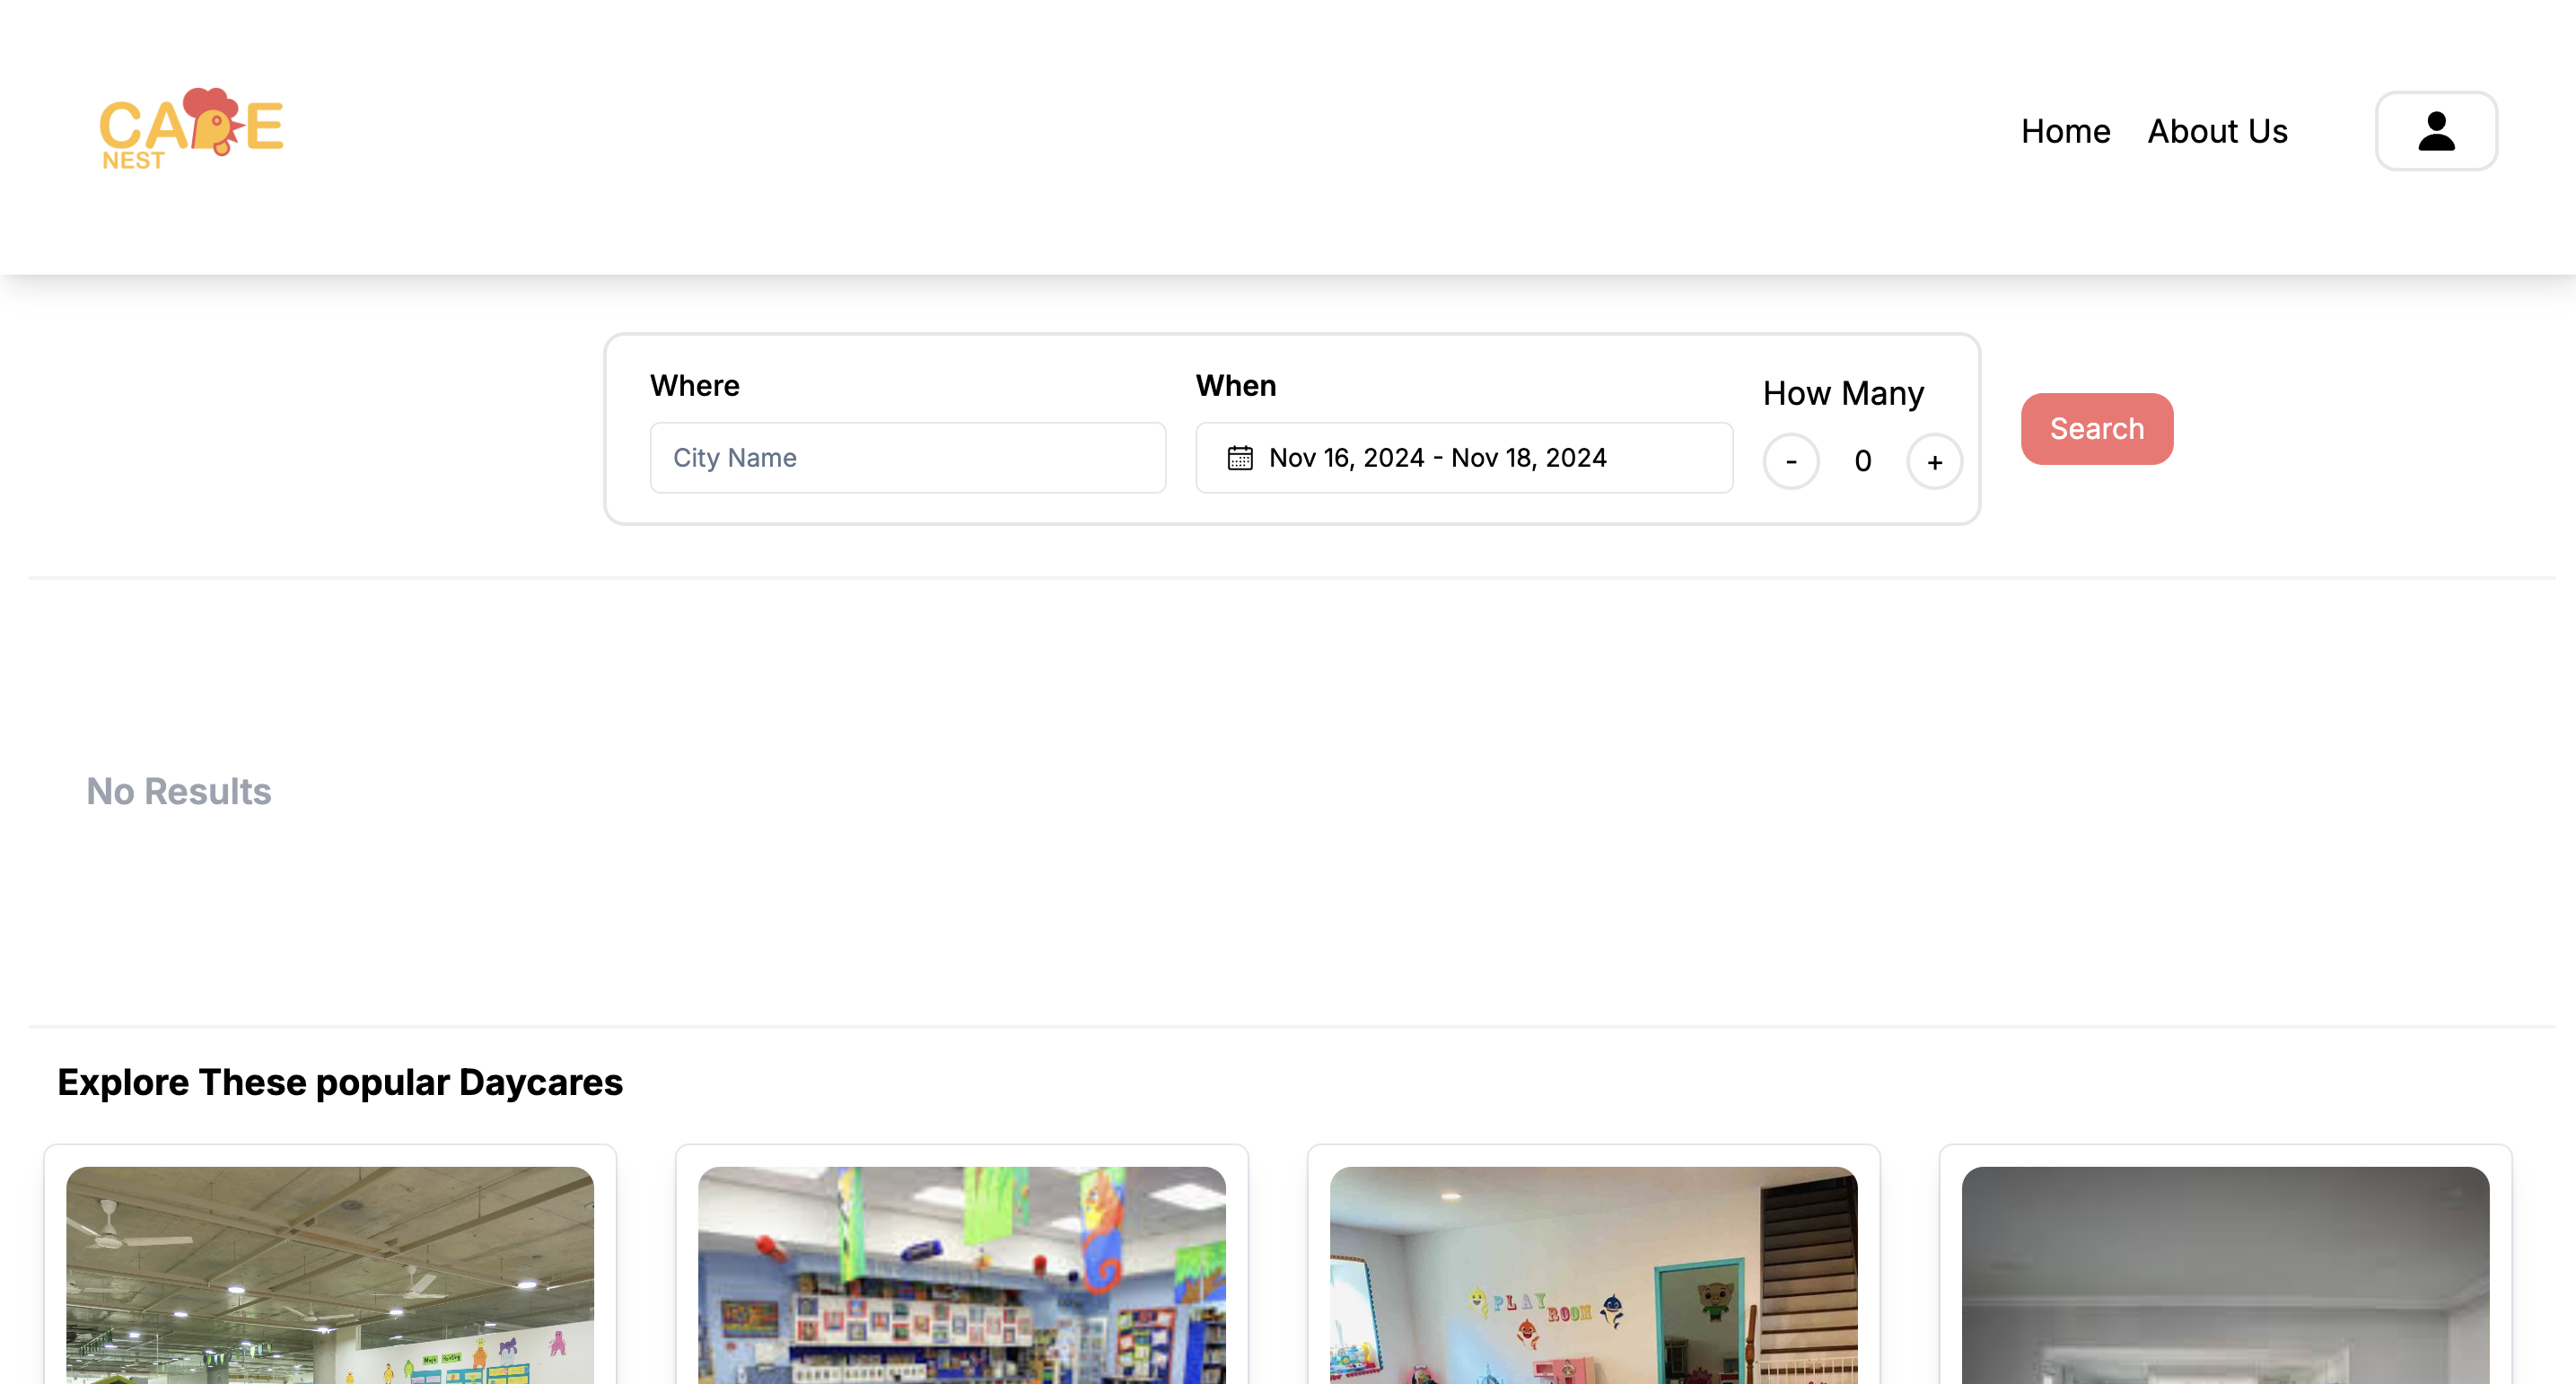 CARE
NEST
Home About Us
Where
When
How Many
City Name
Nov 16, 2024 - Nov 18, 2024
- 0 +
Search
No Results
Explore These popular Daycares
PLAY
ROOM